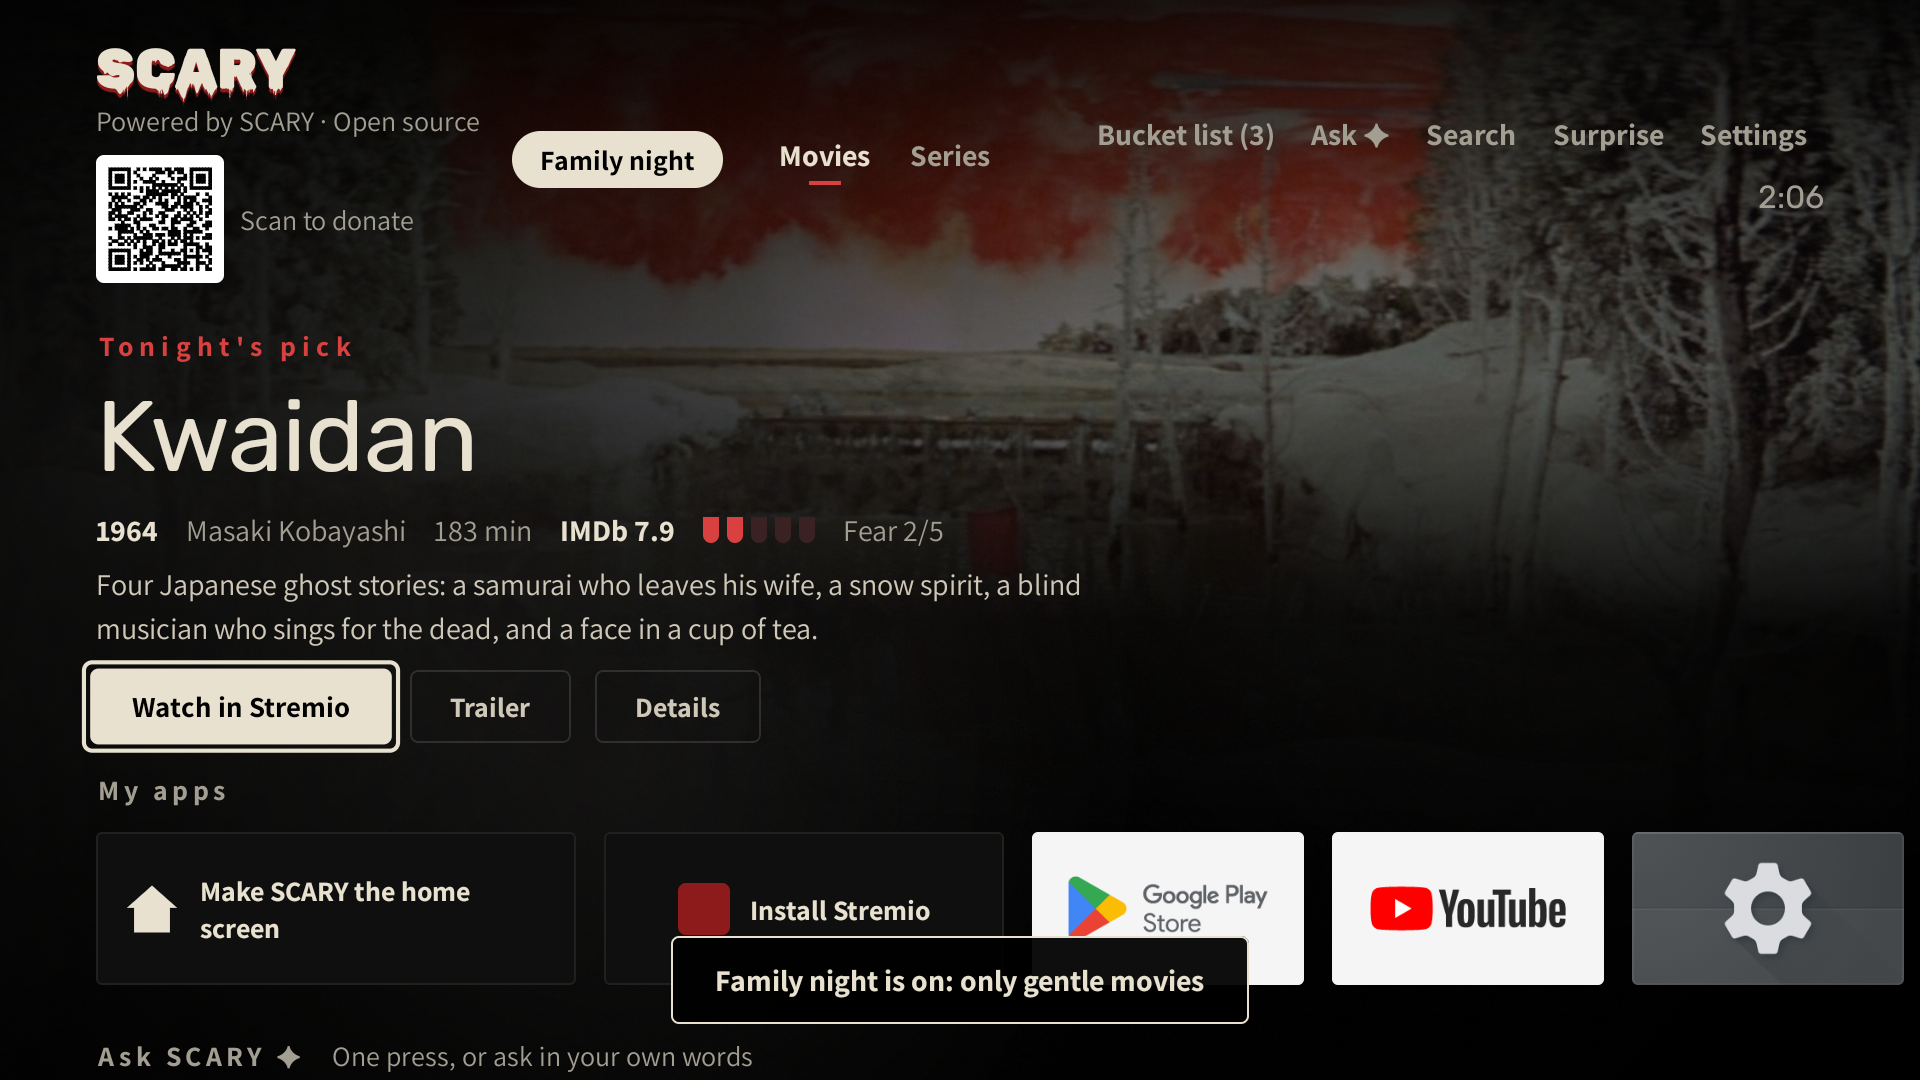 SCARY
Powered by SCARY · Open source
Scan to donate
Family night
Movies
Series
Bucket list (3)
Ask
Search
Surprise
Settings
2:06
Tonight's pick
Kwaidan
1964 Masaki Kobayashi 183 min IMDb 7.9 Fear 2/5
Four Japanese ghost stories: a samurai who leaves his wife, a snow spirit, a blind
musician who sings for the dead, and a face in a cup of tea.
Watch in Stremio
Trailer
Details
My apps
Make SCARY the home
screen
Install Stremio
Google Play
Store
YouTube
Family night is on: only gentle movies
Ask SCARY One press, or ask in your own words